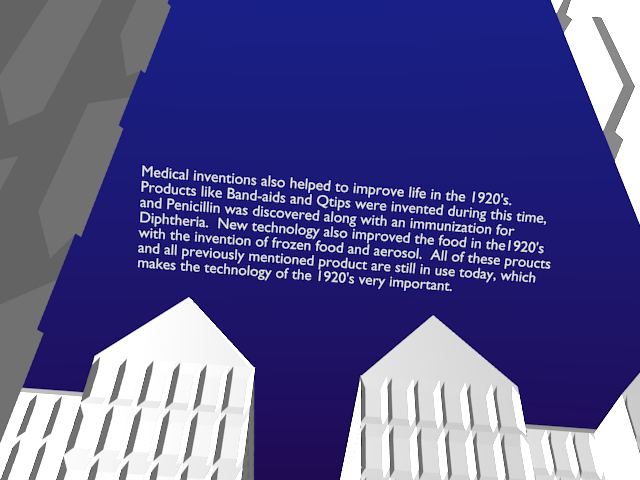 Medical inventions also helped to improve life in the 1920's.
Products like Band-aids and Qtips were invented during this time,
and Penicillin was discovered along with an immunization for
Diphtheria.  New technology also improved the food in the1920's
with the invention of frozen food and aerosol.  All of these proucts
and all previously mentioned product are still in use today, which
makes the technology of the 1920's very important.